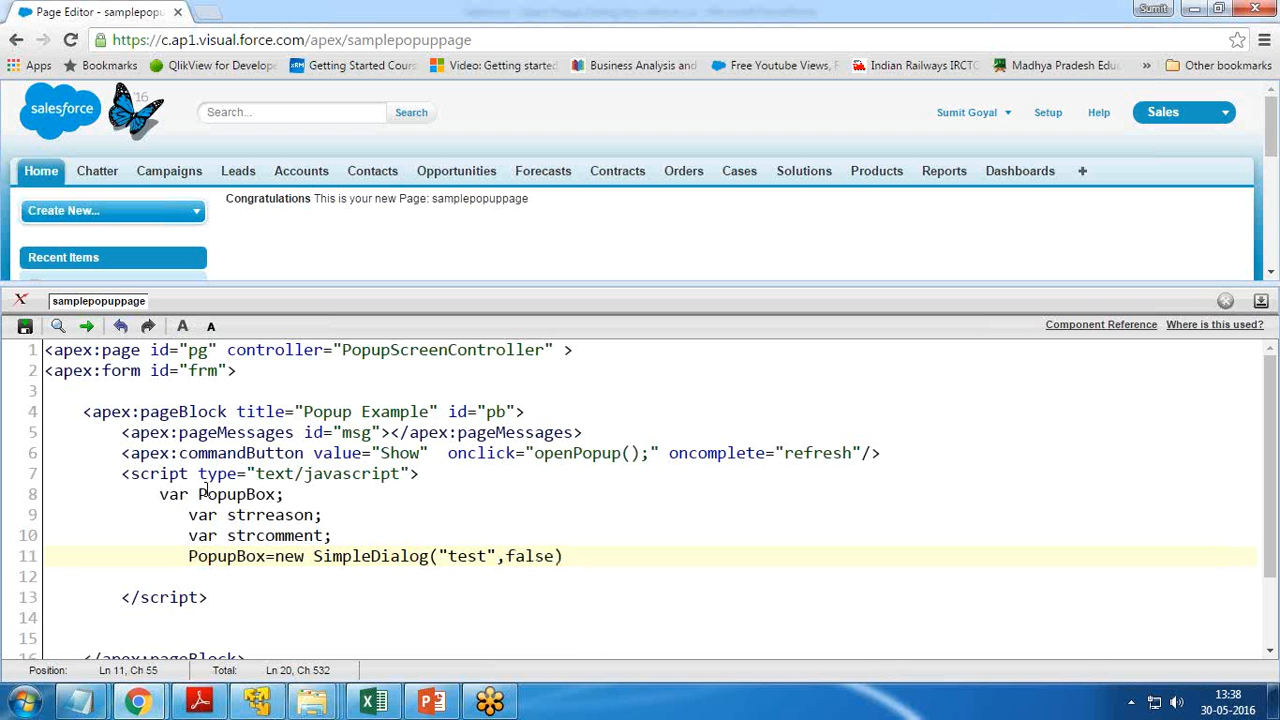 Page Editor - samplepopu
Sumit
https://c.ap1.visual.force.com/apex/samplepopuppage
Apps
Bookmarks
QlikView for Develope
Getting Started Cours
Video: Getting started
Business Analysis and
Free Youtube Views,
Indian Railways IRCTC
Madhya Pradesh Edu
»
Other bookmarks
salesforce
'16
Search...
Search
Sumit Goyal
Setup
Help
Sales
Home
Chatter
Campaigns
Leads
Accounts
Contacts
Opportunities
Forecasts
Contracts
Orders
Cases
Solutions
Products
Reports
Dashboards
+
Create New...
Congratulations This is your new Page: samplepopuppage
Recent Items
samplepopuppage
A
A
Component Reference
Where is this used?
1 <apex:page id="pg" controller="PopupScreenController" >
2 <apex:form id="frm">
3
4 <apex:pageBlock title="Popup Example" id="pb">
5 <apex:pageMessages id="msg"></apex:pageMessages>
6 <apex:commandButton value="Show"  onclick="openPopup();" oncomplete="refresh"/>
7 <script type="text/javascript">
8 var PopupBox;
9 var strreason;
10 var strcomment;
11 PopupBox=new SimpleDialog("test",false)
12
13 </script>
14
15
16 </apex:pageBlock>
Position: Ln 11, Ch 55 Total: Ln 20, Ch 532
13:38
30-05-2016